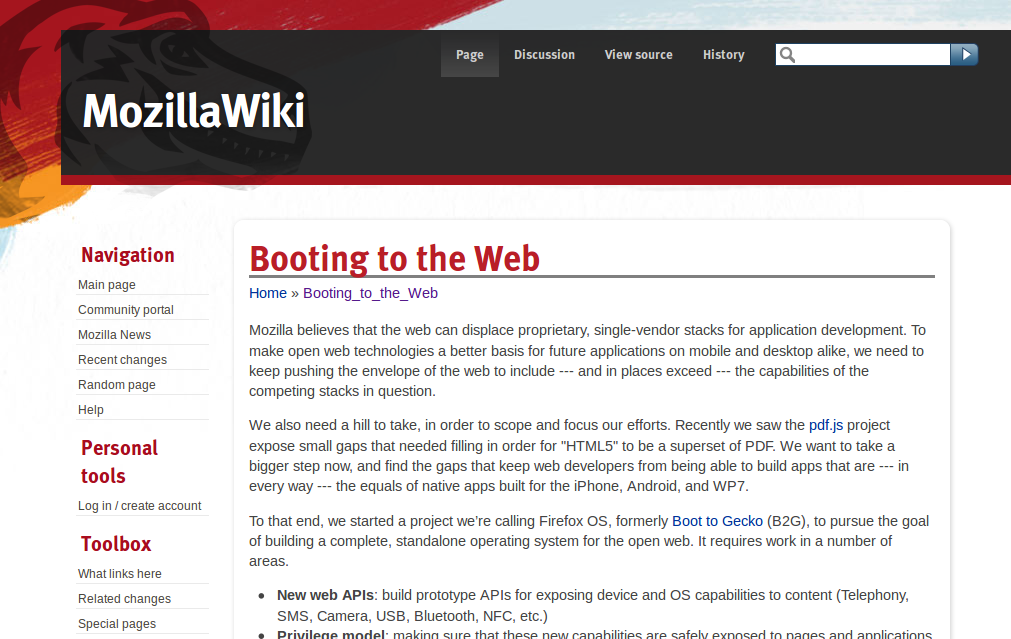 Page Discussion View source History
MozillaWiki
Navigation
Main page
Community portal
Mozilla News
Recent changes
Random page
Help
Personal
tools
Log in / create account
Toolbox
What links here
Related changes
Special pages
Booting to the Web
Home » Booting_to_the_Web
Mozilla believes that the web can displace proprietary, single-vendor stacks for application development. To
make open web technologies a better basis for future applications on mobile and desktop alike, we need to
keep pushing the envelope of the web to include --- and in places exceed --- the capabilities of the
competing stacks in question.
We also need a hill to take, in order to scope and focus our efforts. Recently we saw the pdf.js project
expose small gaps that needed filling in order for "HTML5" to be a superset of PDF. We want to take a
bigger step now, and find the gaps that keep web developers from being able to build apps that are --- in
every way --- the equals of native apps built for the iPhone, Android, and WP7.
To that end, we started a project we're calling Firefox OS, formerly Boot to Gecko (B2G), to pursue the goal
of building a complete, standalone operating system for the open web. It requires work in a number of
areas.
• New web APIs: build prototype APIs for exposing device and OS capabilities to content (Telephony,
SMS, Camera, USB, Bluetooth, NFC, etc.)
• Privilege model: making sure that these new capabilities are safely exposed to pages and applications